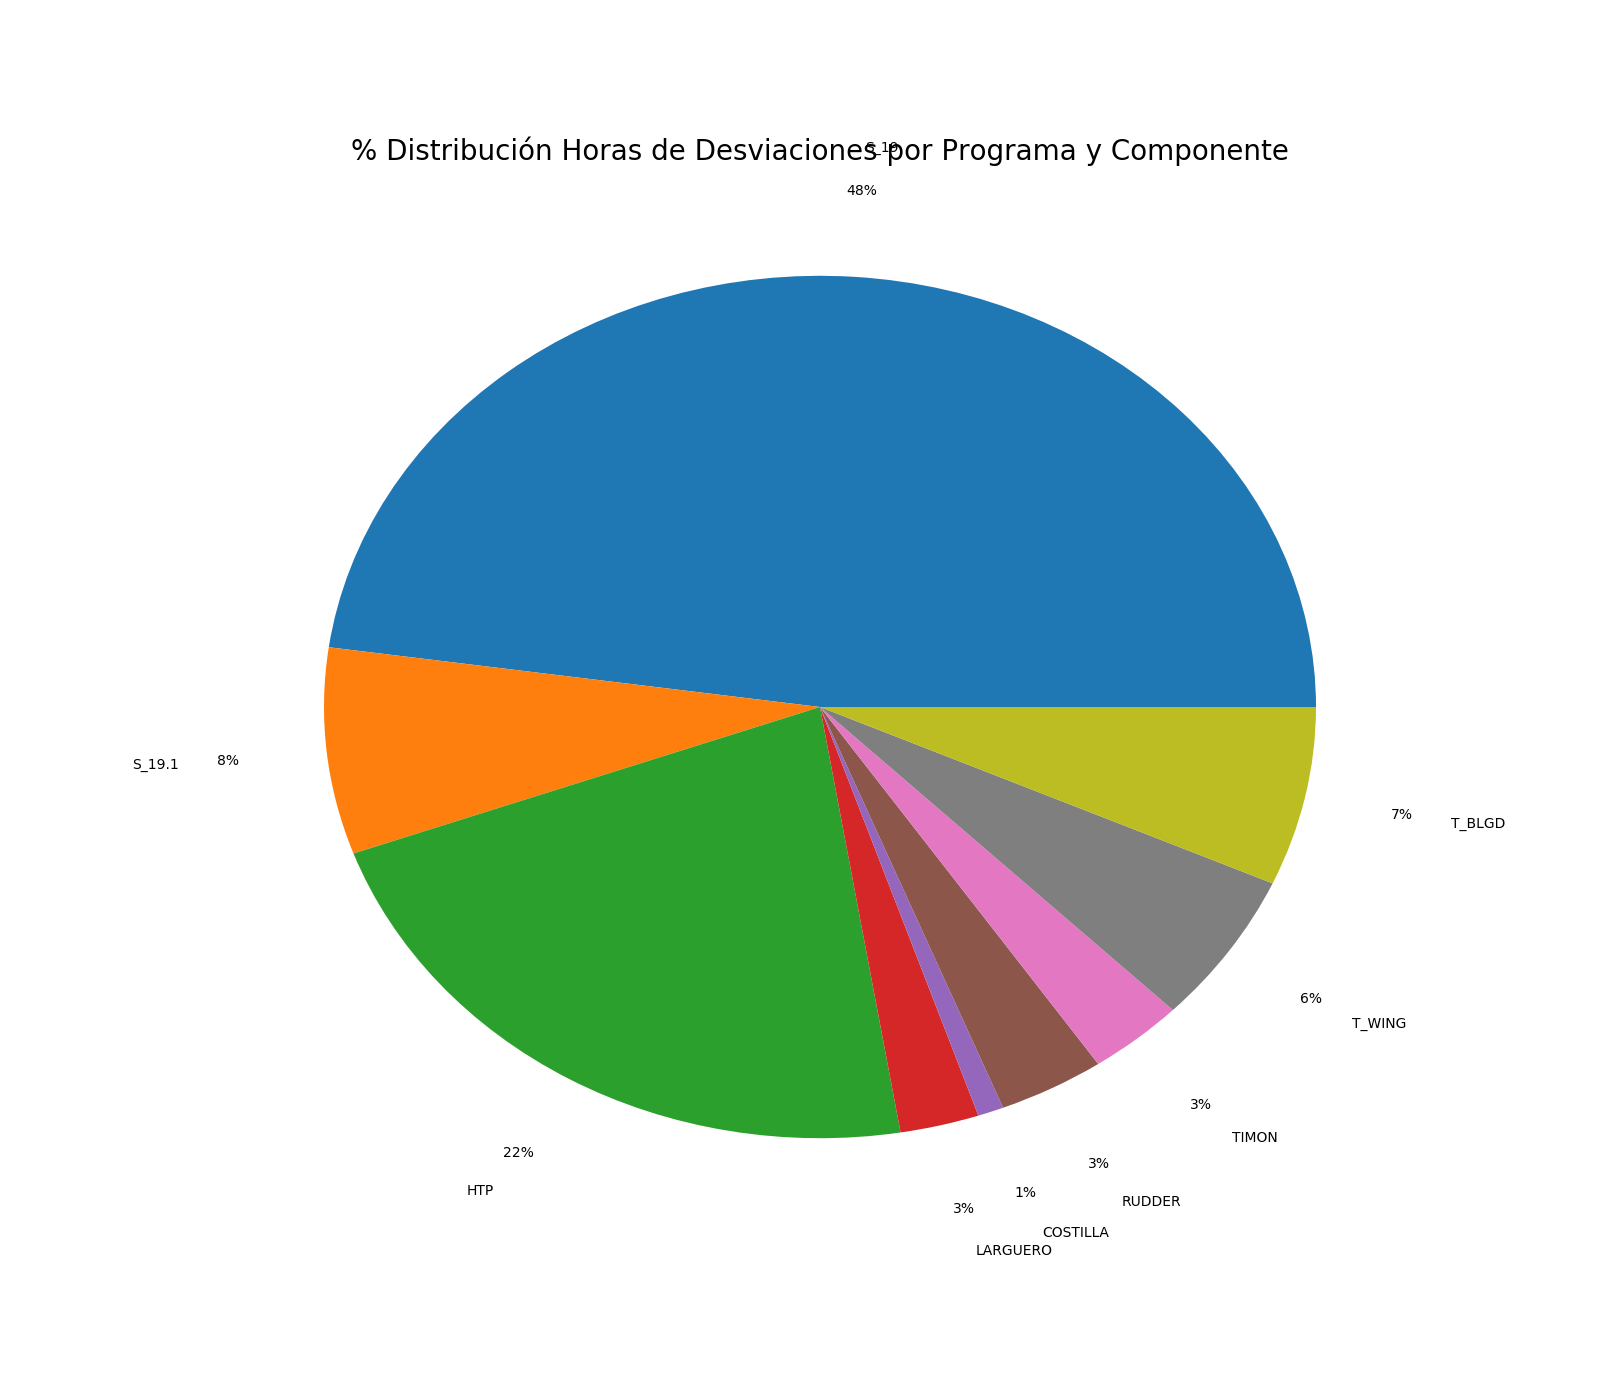 % Distribución Horas de Desviaciones por Programa y Componente
S_19
48%
S_19.1
8%
7%
T_BLGD
6%
T_WING
3%
TIMON
22%
HTP
3%
RUDDER
1%
COSTILLA
3%
LARGUERO